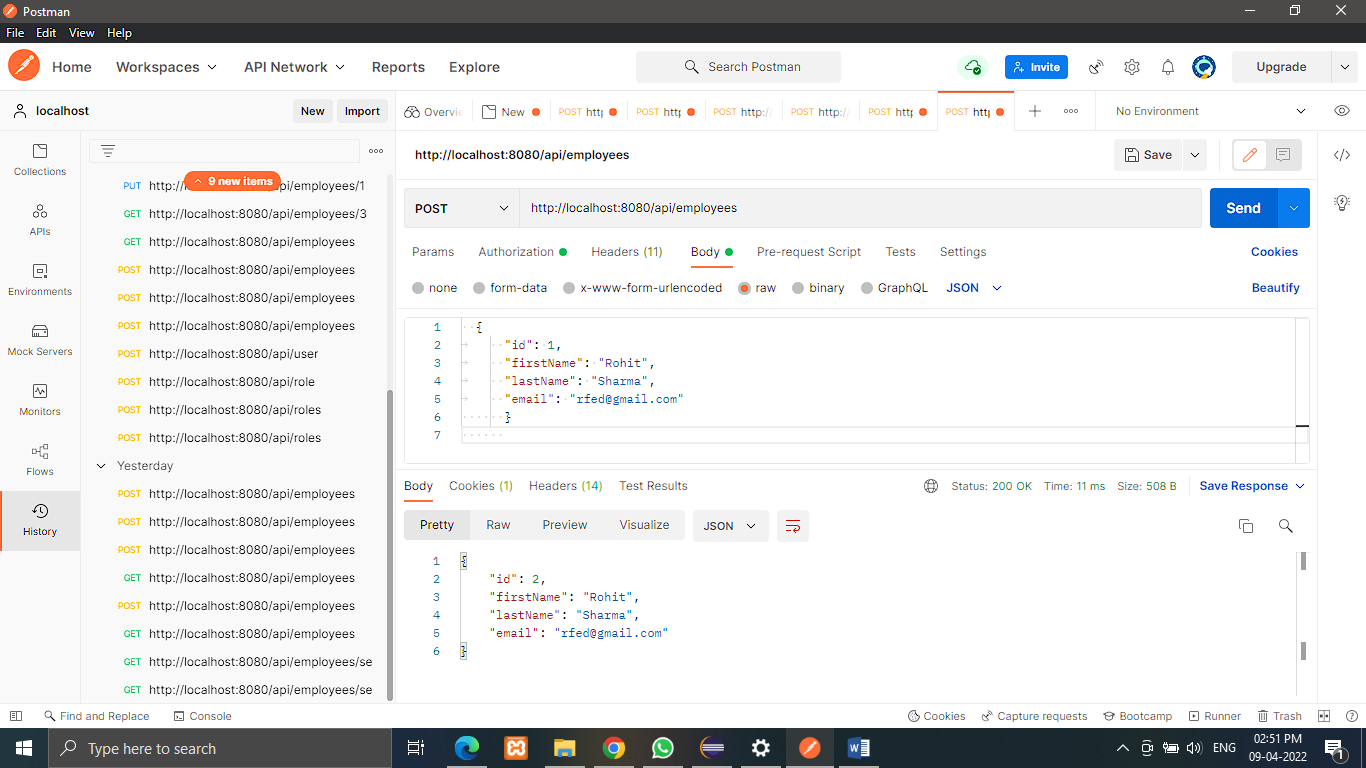 Postman
File Edit View Help
Home Workspaces API Network Reports Explore Search Postman Invite Upgrade
localhost New Import
Overvie New POST http POST http POST http:/ POST http:/ POST http POST http No Environment
http://localhost:8080/api/employees Save
POST http://localhost:8080/api/employees Send
Params Authorization Headers (11) Body Pre-request Script Tests Settings Cookies
none form-data x-www-form-urlencoded raw binary GraphQL JSON Beautify
1 {
2 "id": 1,
3 "firstName": "Rohit",
4 "lastName": "Sharma",
5 "email": "rfed@gmail.com"
6 }
7
Body Cookies (1) Headers (14) Test Results Status: 200 OK Time: 11 ms Size: 508 B Save Response
Pretty Raw Preview Visualize JSON
1 {
2 "id": 2,
3 "firstName": "Rohit",
4 "lastName": "Sharma",
5 "email": "rfed@gmail.com"
6 }
Collections
APIs
Environments
Mock Servers
Monitors
Flows
History
9 new items
PUT http://localhost:8080/api/employees/1
GET http://localhost:8080/api/employees/3
GET http://localhost:8080/api/employees
POST http://localhost:8080/api/employees
POST http://localhost:8080/api/employees
POST http://localhost:8080/api/employees
POST http://localhost:8080/api/user
POST http://localhost:8080/api/role
POST http://localhost:8080/api/roles
POST http://localhost:8080/api/roles
Yesterday
POST http://localhost:8080/api/employees
POST http://localhost:8080/api/employees
POST http://localhost:8080/api/employees
GET http://localhost:8080/api/employees
POST http://localhost:8080/api/employees
GET http://localhost:8080/api/employees
GET http://localhost:8080/api/employees/se
GET http://localhost:8080/api/employees/se
Find and Replace Console Cookies Capture requests Bootcamp Runner Trash
Type here to search ENG 02:51 PM
09-04-2022 1